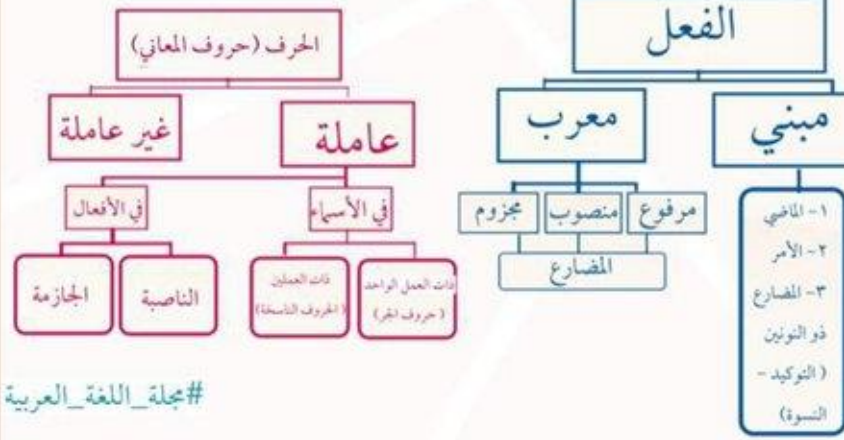 الفعل
مبني
معرب
١- الماضي
٢- الأمر
٣- المضارع
ذو النونين
(التوكيد -
النسوة)
مرفوع
منصوب
مجزوم
المضارع
الحرف (حروف المعاني)
عاملة
غير عاملة
في الأسماء
في الأفعال
ذات العمل الواحد
(حروف الجر)
ذات العملين
(الحروف الناسخة)
الناصبة
الجازمة
#مجلة_اللغة_العربية